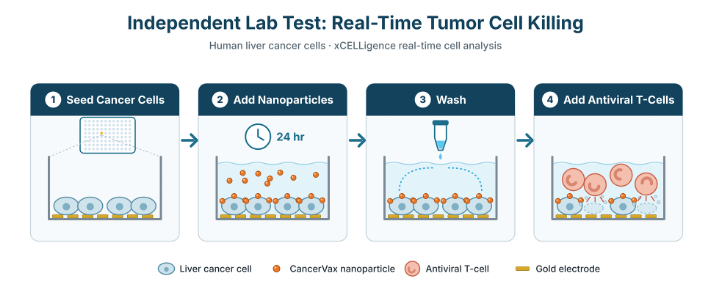 Independent Lab Test: Real-Time Tumor Cell Killing
Human liver cancer cells · xCELLigence real-time cell analysis
1 Seed Cancer Cells
2 Add Nanoparticles
3 Wash
4 Add Antiviral T-Cells
24 hr
Liver cancer cell
CancerVax nanoparticle
Antiviral T-cell
Gold electrode